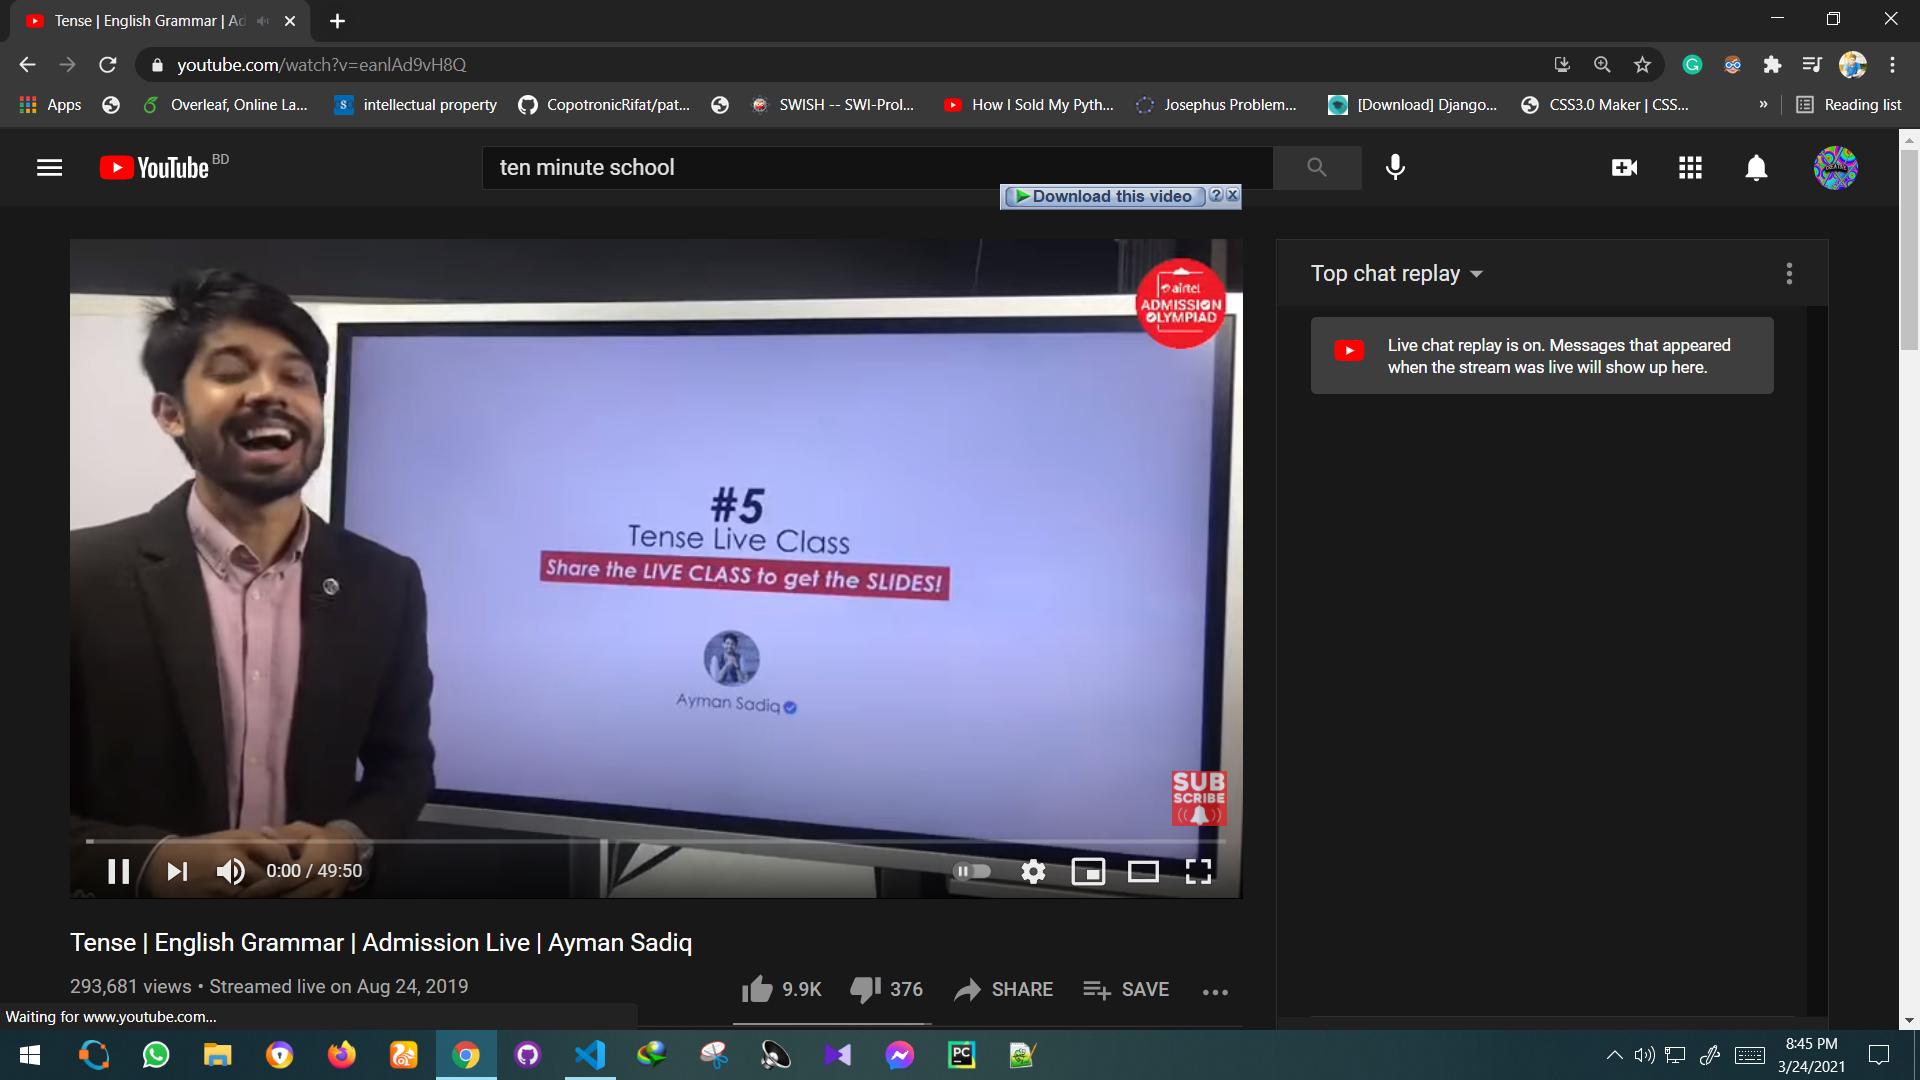 Tense | English Grammar | Ad
youtube.com/watch?v=eanlAd9vH8Q
Apps
Overleaf, Online La...
intellectual property
CopotronicRifat/pat...
SWISH -- SWI-Prol...
How I Sold My Pyth...
Josephus Problem...
[Download] Django...
CSS3.0 Maker | CSS...
»
Reading list
YouTube BD
ten minute school
Download this video
Top chat replay
Live chat replay is on. Messages that appeared
when the stream was live will show up here.
airtel
ADMISSION
OLYMPIAD
#5
Tense Live Class
Share the LIVE CLASS to get the SLIDES!
Ayman Sadiq
SUB
SCRIBE
0:00 / 49:50
Tense | English Grammar | Admission Live | Ayman Sadiq
293,681 views • Streamed live on Aug 24, 2019
9.9K
376
SHARE
SAVE
Waiting for www.youtube.com...
PC
8:45 PM
3/24/2021